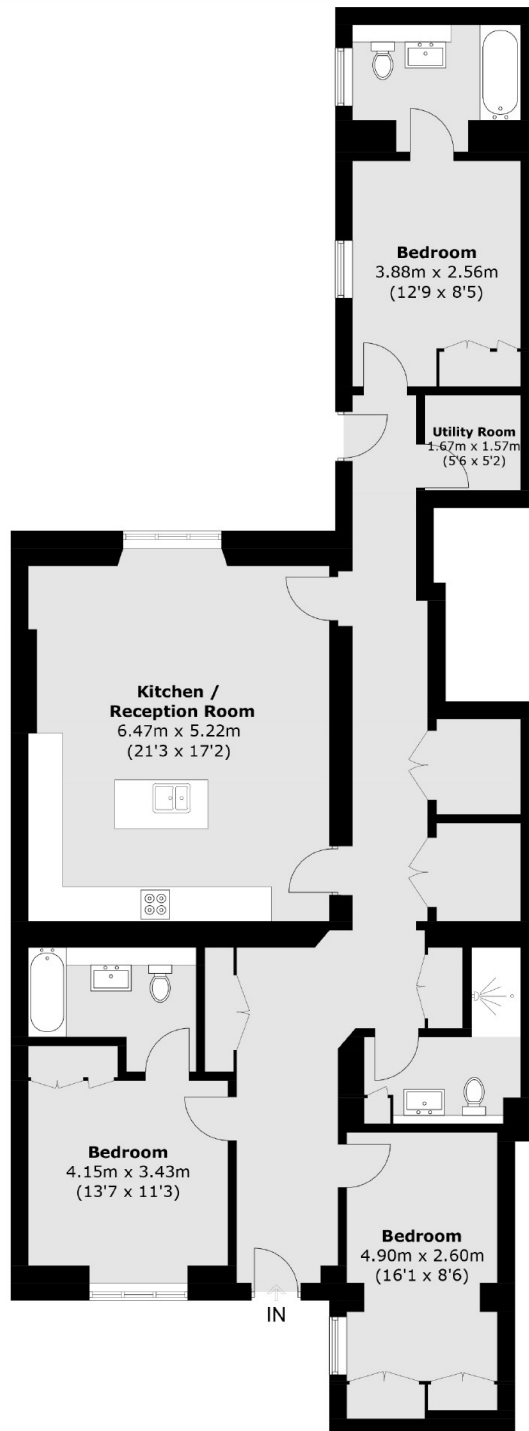 Bedroom
3.88m x 2.56m
(12'9 x 8'5)
Utility Room
1.67m x 1.57m
(5'6 x 5'2)
Kitchen /
Reception Room
6.47m x 5.22m
(21'3 x 17'2)
Bedroom
4.15m x 3.43m
(13'7 x 11'3)
Bedroom
4.90m x 2.60m
(16'1 x 8'6)
IN